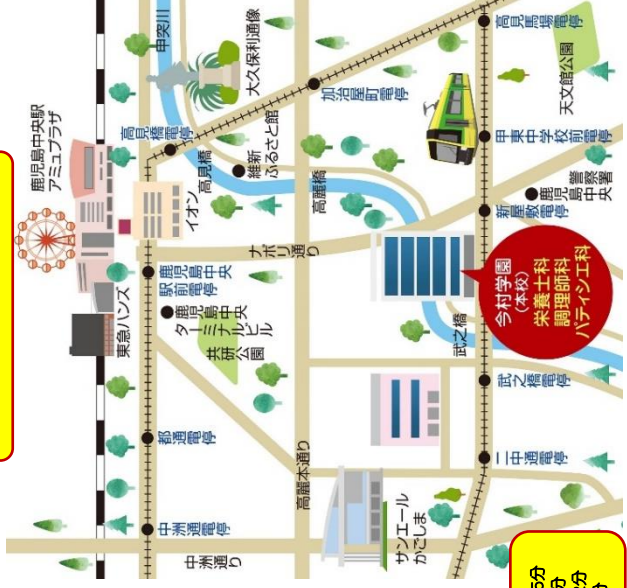 鹿児島中央駅
アミュプラザ
東急ハンズ
イオン
高見橋電停
高見橋
甲突川
大久保利通像
維新
ふるさと館
加治屋町電停
高見馬場電停
天文館公園
甲東中学校前電停
鹿児島中央
警察署
新屋敷電停
高麗橋
ナポリ通り
鹿児島中央
駅前電停
鹿児島中央
ターミナルビル
共研
公園
都通電停
中洲通電停
中洲通り
高麗本通り
サンエール
かごしま
武之橋
今村学園
(本校)
栄養士科
調理師科
パティシエ科
武之橋電停
二中通電停